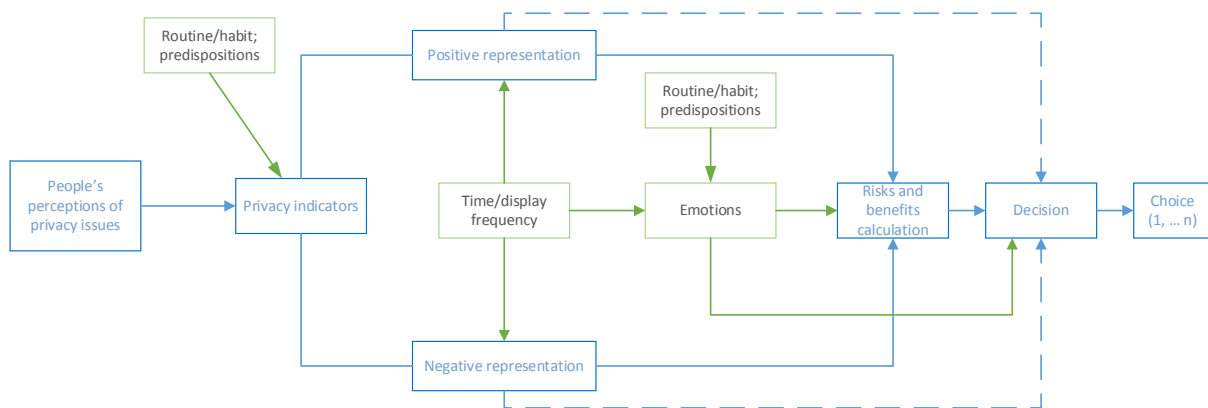 Routine/habit;
predispositions
Positive representation
Routine/habit;
predispositions
People's
perceptions of
privacy issues
Privacy indicators
Time/display
frequency
Emotions
Risks and
benefits
calculation
Decision
Choice
(1, ... n)
Negative representation